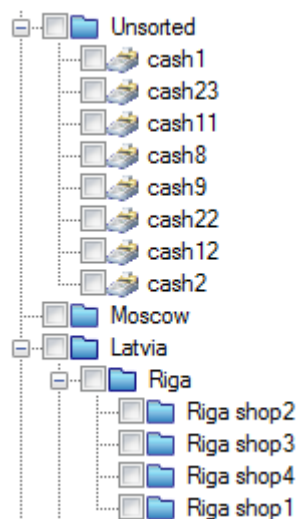 Unsorted
cash1
cash23
cash11
cash8
cash9
cash22
cash12
cash2
Moscow
Latvia
Riga
Riga shop2
Riga shop3
Riga shop4
Riga shop1